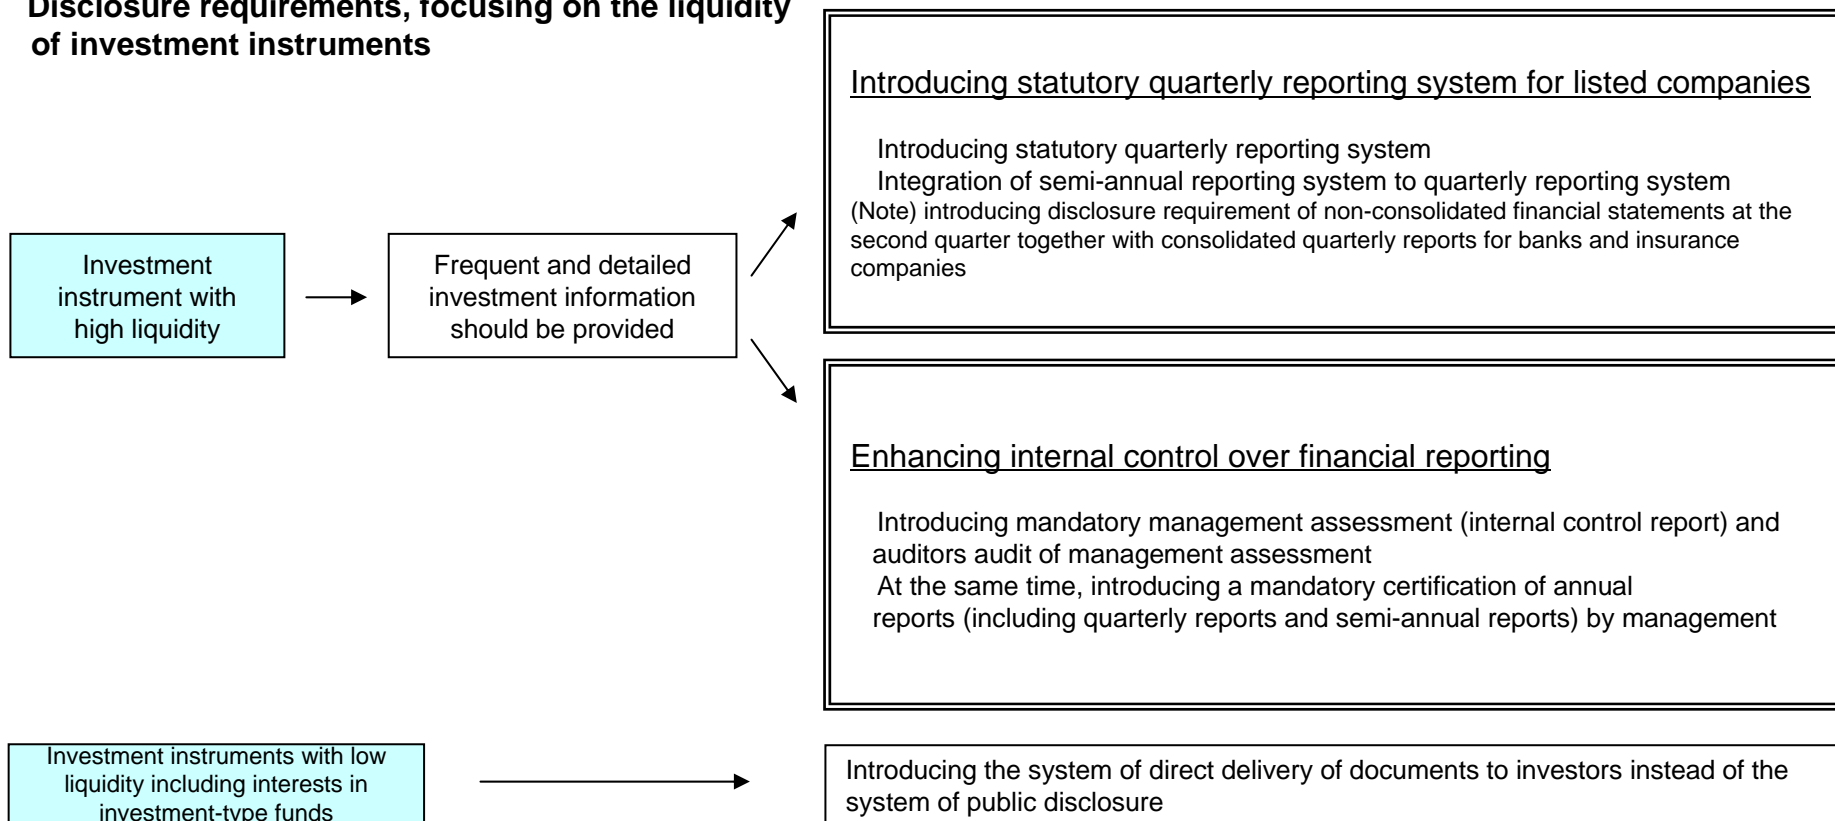 Disclosure requirements, focusing on the liquidity
of investment instruments
Introducing statutory quarterly reporting system for listed companies
Introducing statutory quarterly reporting system
Integration of semi-annual reporting system to quarterly reporting system
(Note) introducing disclosure requirement of non-consolidated financial statements at the
second quarter together with consolidated quarterly reports for banks and insurance
companies
Investment
instrument with
high liquidity
Frequent and detailed
investment information
should be provided
Enhancing internal control over financial reporting
Introducing mandatory management assessment (internal control report) and
auditors audit of management assessment
At the same time, introducing a mandatory certification of annual
reports (including quarterly reports and semi-annual reports) by management
Investment instruments with low
liquidity including interests in
investment-type funds
Introducing the system of direct delivery of documents to investors instead of the
system of public disclosure